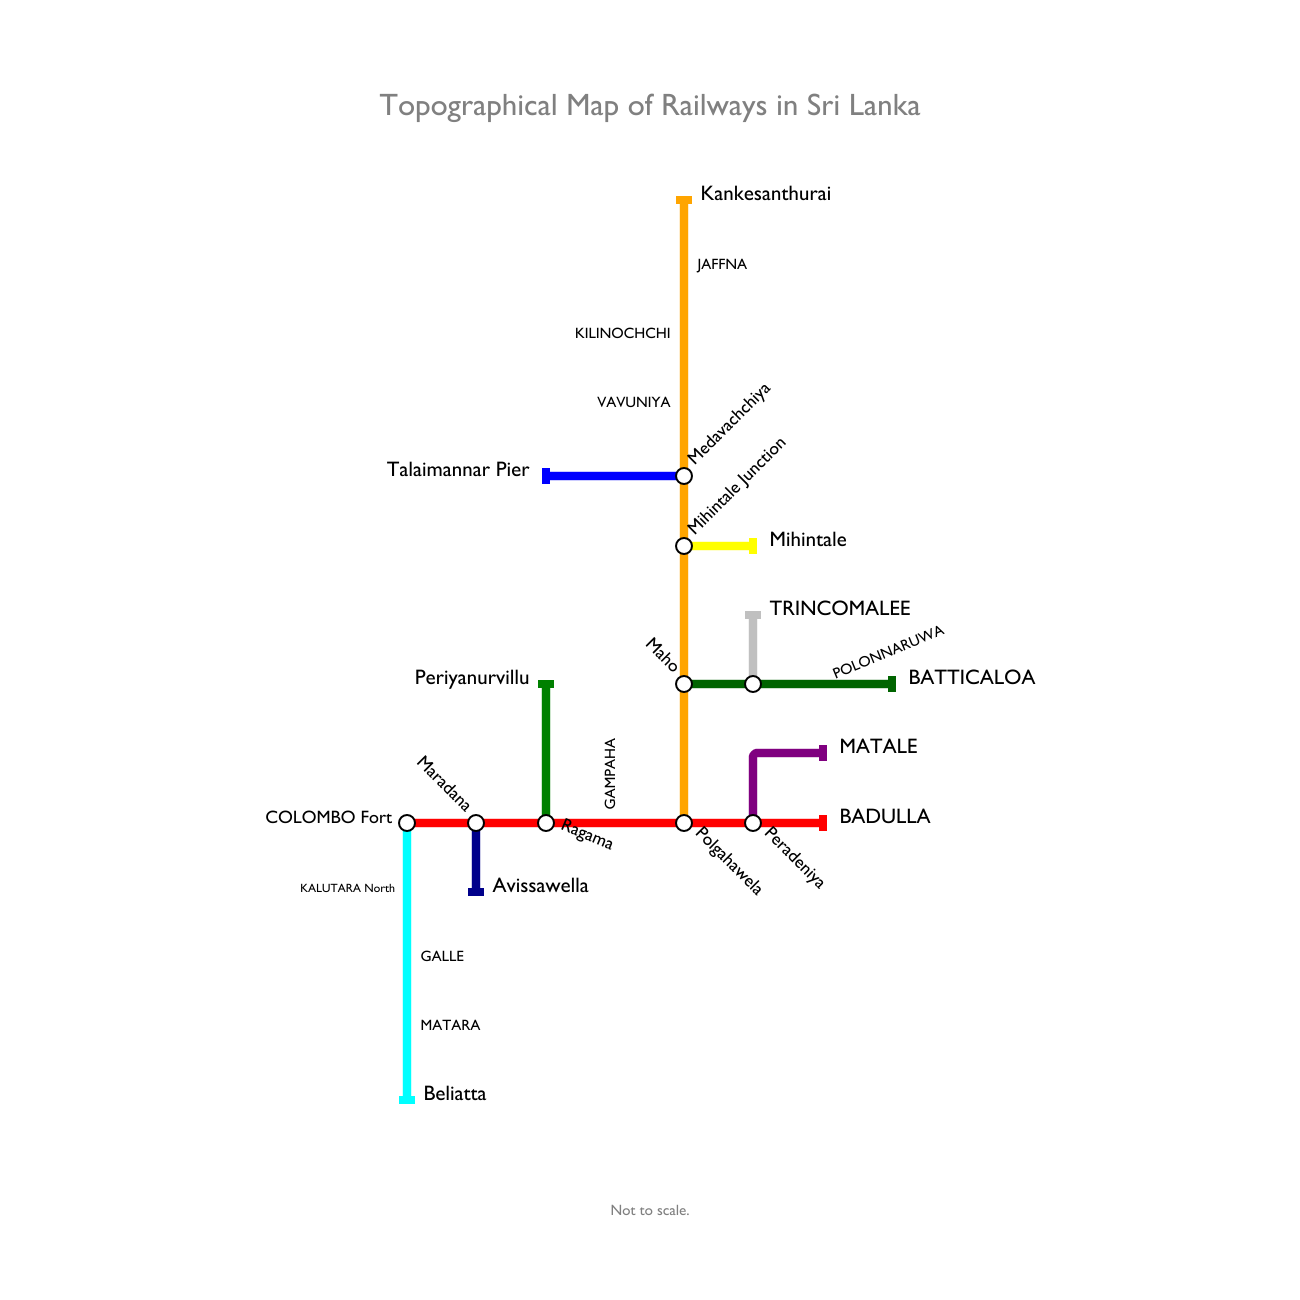 Topographical Map of Railways in Sri Lanka
Kankesanthurai
JAFFNA
KILINOCHCHI
VAVUNIYA
Medavachchiya
Talaimannar Pier
Mihintale Junction
Mihintale
TRINCOMALEE
POLONNARUWA
Maho
Periyanurvillu
BATTICALOA
MATALE
GAMPAHA
Maradana
COLOMBO Fort
BADULLA
Ragama
Polgahawela
Peradeniya
KALUTARA North
Avissawella
GALLE
MATARA
Beliatta
Not to scale.